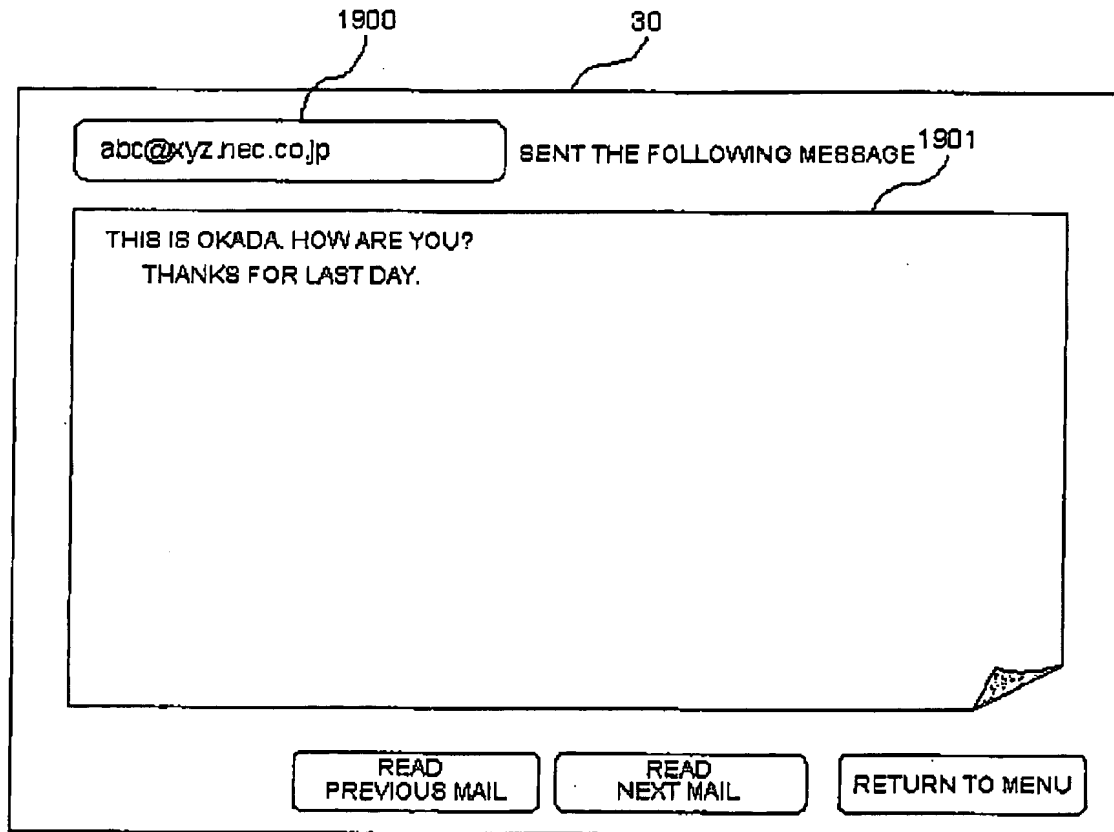 1900
30
abc@xyz.nec.co.jp
SENT THE FOLLOWING MESSAGE
1901
THIS IS OKADA. HOW ARE YOU?
THANKS FOR LAST DAY.
READ
PREVIOUS MAIL
READ
NEXT MAIL
RETURN TO MENU